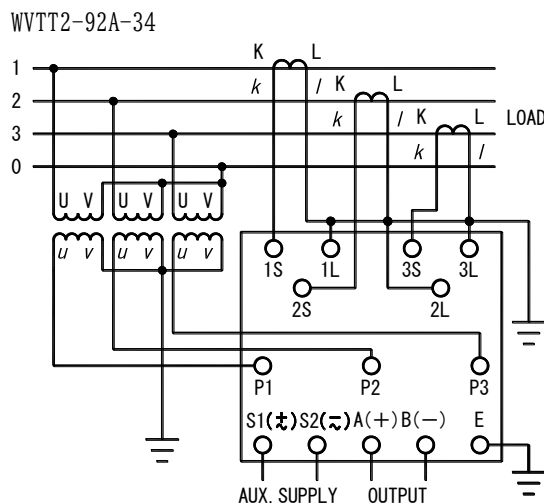 WVTT2-92A-34
K L
1
k l K L
2
k l K L LOAD
3
k l
0
U V U V U V
u v u v u v
1S 1L 3S 3L
2S 2L
P1 P2 P3
S1(±) S2(≂) A(+) B(−) E
AUX. SUPPLY OUTPUT